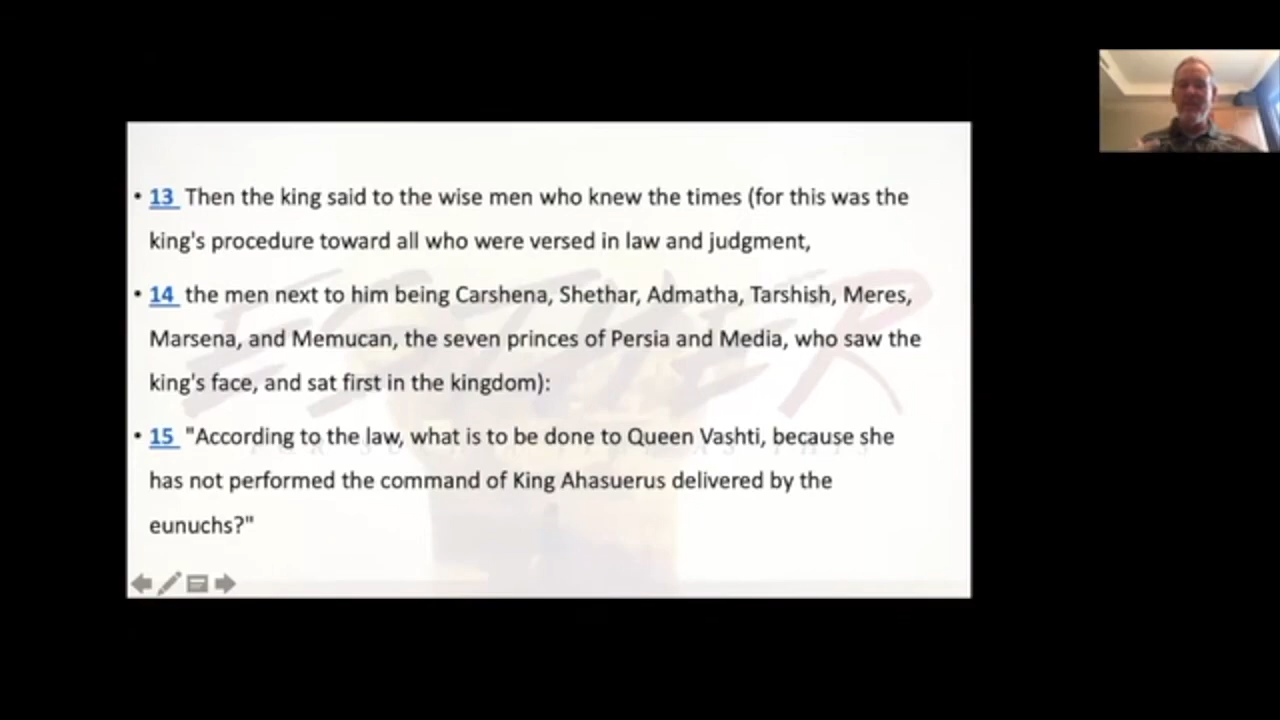 • 13 Then the king said to the wise men who knew the times (for this was the
king's procedure toward all who were versed in law and judgment,
• 14 the men next to him being Carshena, Shethar, Admatha, Tarshish, Meres,
Marsena, and Memucan, the seven princes of Persia and Media, who saw the
king's face, and sat first in the kingdom):
• 15 "According to the law, what is to be done to Queen Vashti, because she
has not performed the command of King Ahasuerus delivered by the
eunuchs?"
ESTHER